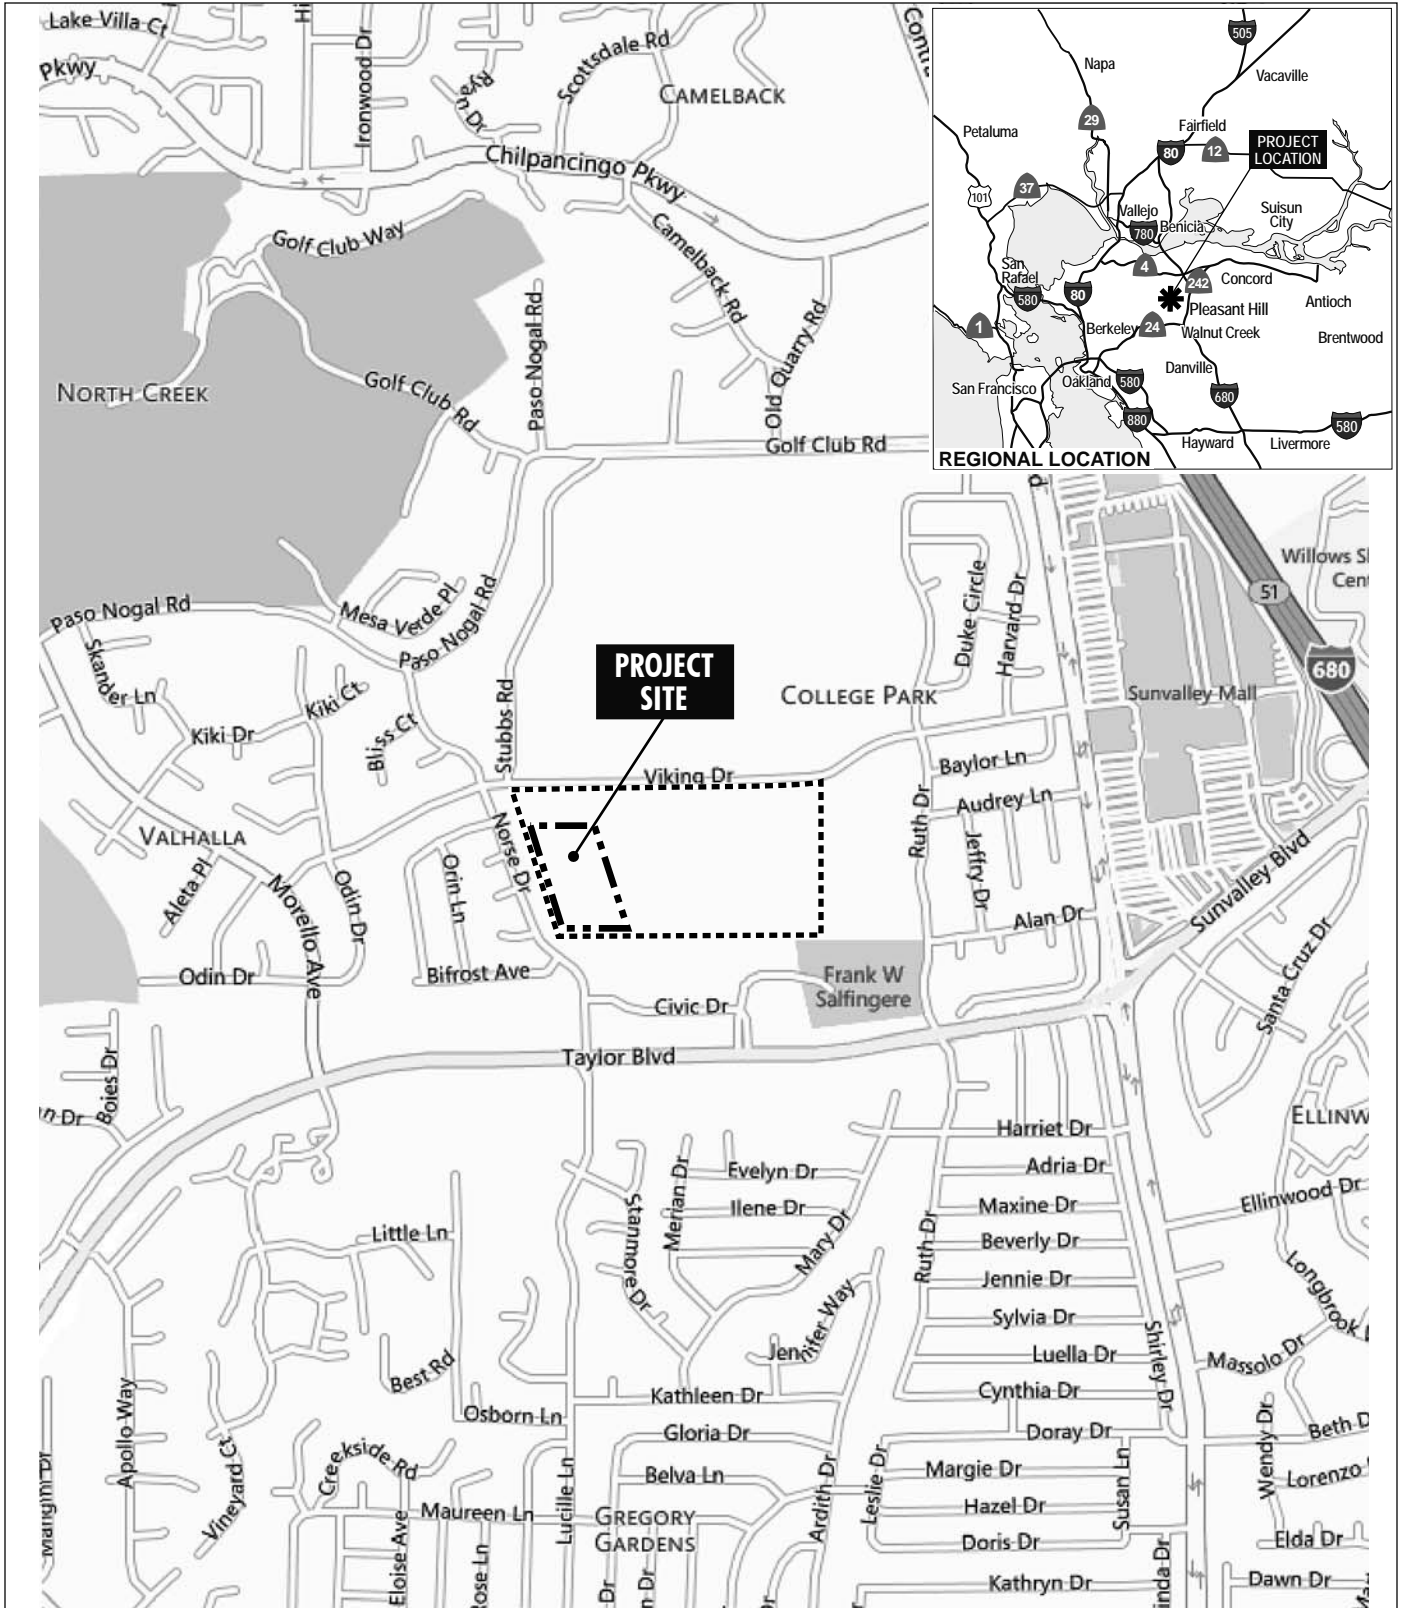 Lake Villa Ct
Pkwy
Hi
Ironwood Dr
Ryan Dr
Scottsdale Rd
CAMELBACK
Contra
Chilpancingo Pkwy
Golf Club Way
Camelback Rd
Paso Nogal Rd
Old Quarry Rd
NORTH CREEK
Golf Club Rd
Golf Club Rd
505
Napa
Vacaville
29
Petaluma
Fairfield
80
12
PROJECT
LOCATION
37
101
Vallejo
780
Benicia
Suisun
City
San
Rafael
4
242
Concord
580
80
Pleasant Hill
Antioch
1
Berkeley
24
Walnut Creek
Brentwood
Danville
San Francisco
Oakland
580
680
880
580
Hayward
Livermore
REGIONAL LOCATION
d
Willows Sh
Cent
51
680
Paso Nogal Rd
Mesa Verde Pl
Paso Nogal Rd
Skander Ln
Kiki Ct
Kiki Dr
Bliss Ct
Stubbs Rd
PROJECT
SITE
Duke Circle
Harvard Dr
COLLEGE PARK
Sunvalley Mall
Viking Dr
Baylor Ln
Audrey Ln
Ruth Dr
Jeffry Dr
VALHALLA
Norse Dr
Orin Ln
Aleta Pl
Morello Ave
Odin Dr
Alan Dr
Sunvalley Blvd
Odin Dr
Bifrost Ave
Frank W
Salfingere
Santa Cruz Dr
Civic Dr
Taylor Blvd
Boies Dr
n Dr
ELLINW
Harriet Dr
Evelyn Dr
Adria Dr
Merian Dr
Stanmore Dr
Ilene Dr
Maxine Dr
Ellinwood Dr
Little Ln
Mary Dr
Ruth Dr
Beverly Dr
Jennie Dr
Longbrook
Jennifer Way
Sylvia Dr
Shirley Dr
Luella Dr
Massolo Dr
Best Rd
Kathleen Dr
Cynthia Dr
Apollo Way
Osborn Ln
Gloria Dr
Doray Dr
Beth D
Wendy Dr
Mangini Dr
Vineyard Ct
Creekside Rd
Belva Ln
Ardith Dr
Leslie Dr
Margie Dr
Susan Ln
Lorenzo
Maureen Ln
Lucille Ln
GREGORY
GARDENS
Hazel Dr
Doris Dr
Elda Dr
Eloise Ave
Rose Ln
Dr
n Dr
Dr
Kathryn Dr
inda Dr
Dawn Dr